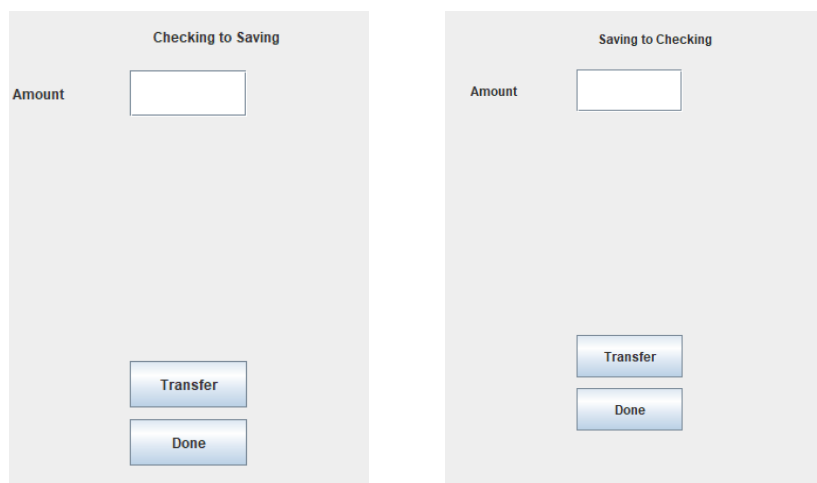 Checking to Saving
Amount
Transfer
Done
Saving to Checking
Amount
Transfer
Done